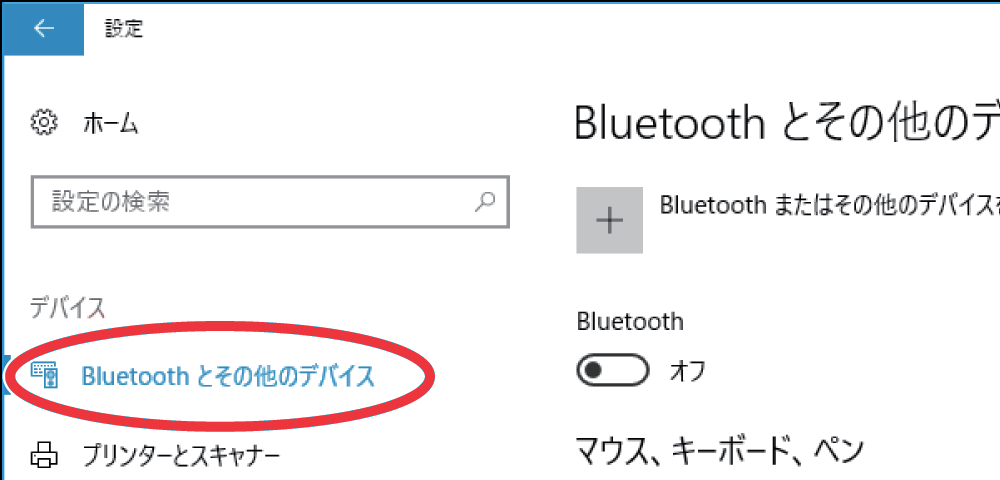 設定
ホーム
設定の検索
デバイス
Bluetooth とその他のデバイス
プリンターとスキャナー
Bluetooth とその他のデ
Bluetooth またはその他のデバイスを
Bluetooth
オフ
マウス、キーボード、ペン